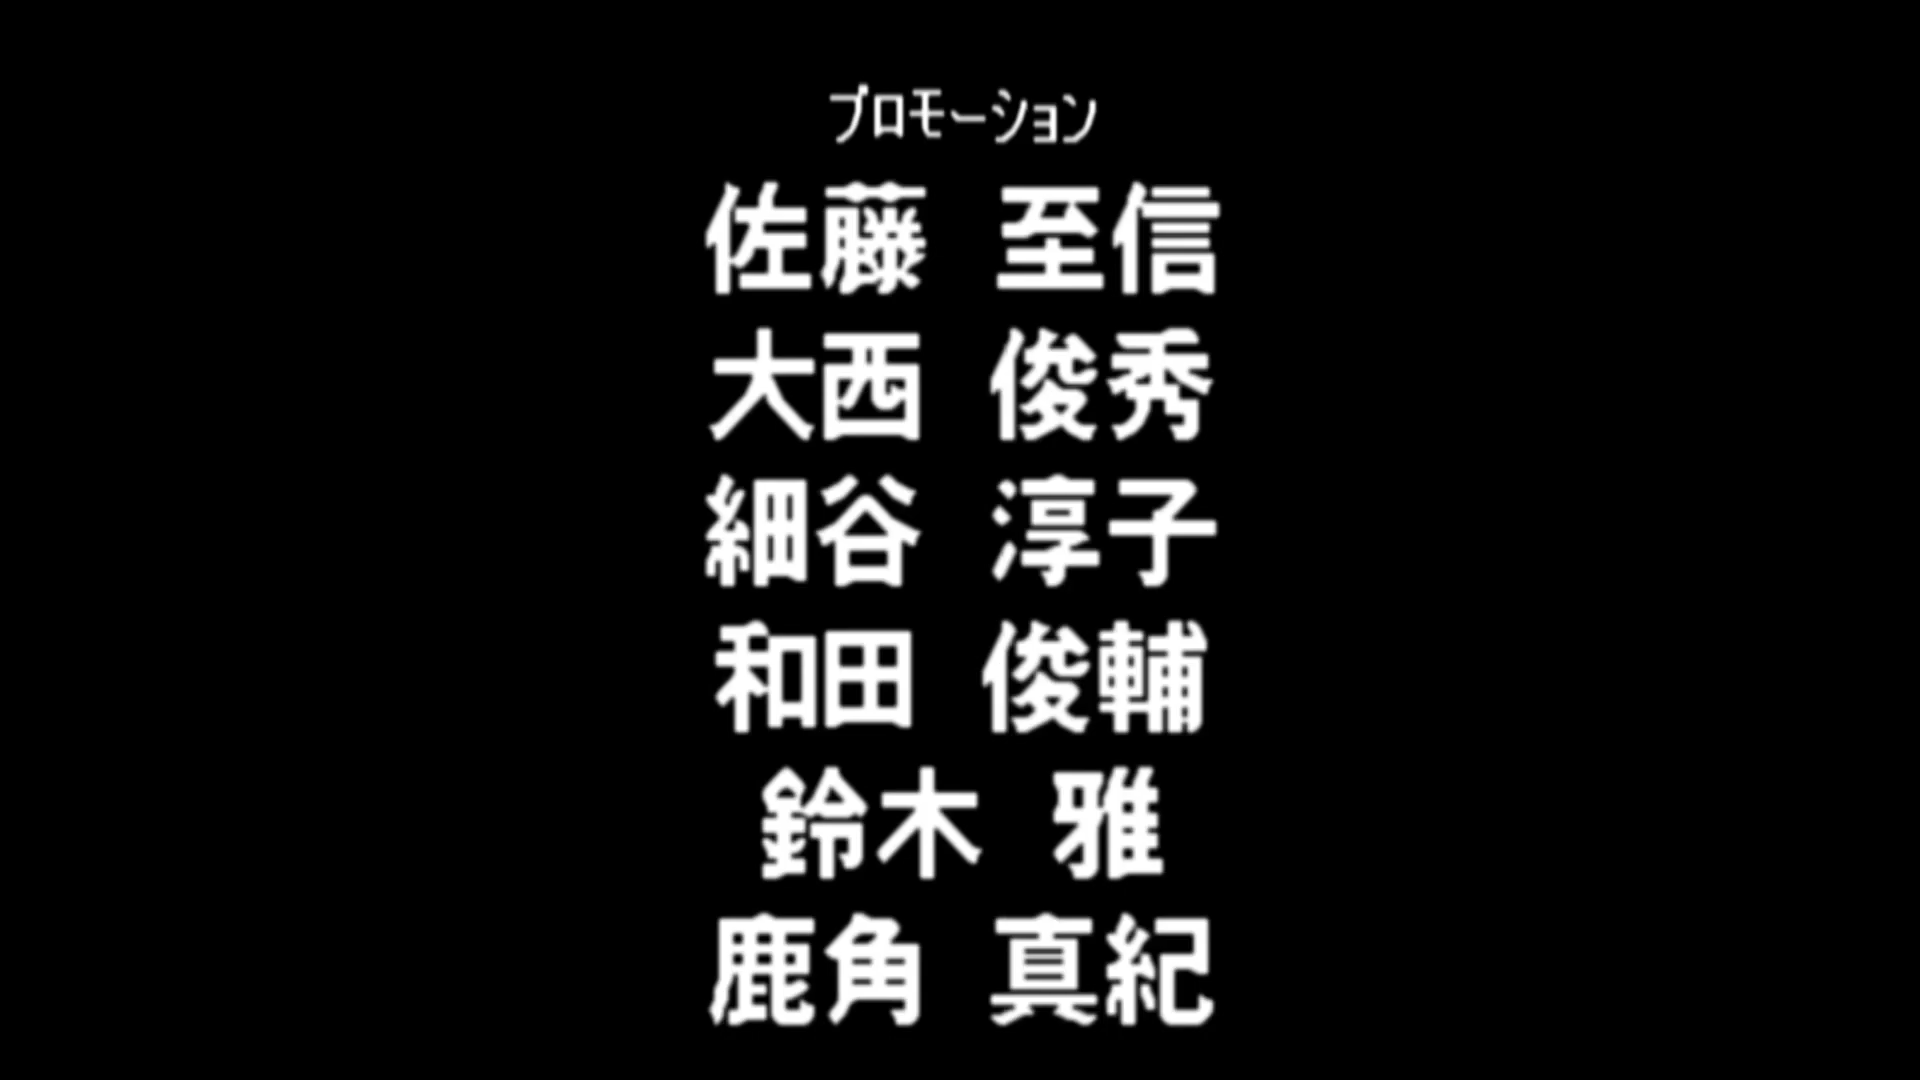 プロモーション
佐藤 至信
大西 俊秀
細谷 淳子
和田 俊輔
鈴木 雅
鹿角 真紀